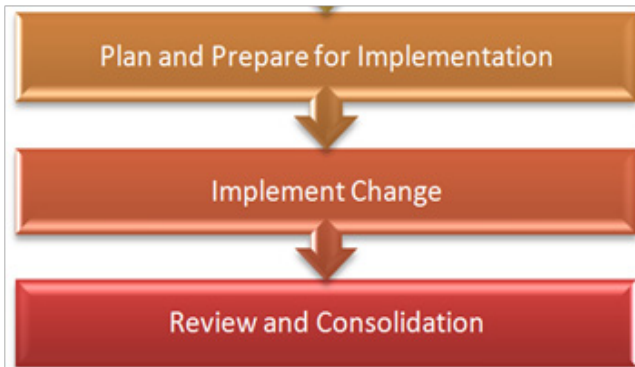 Plan and Prepare for Implementation
Implement Change
Review and Consolidation